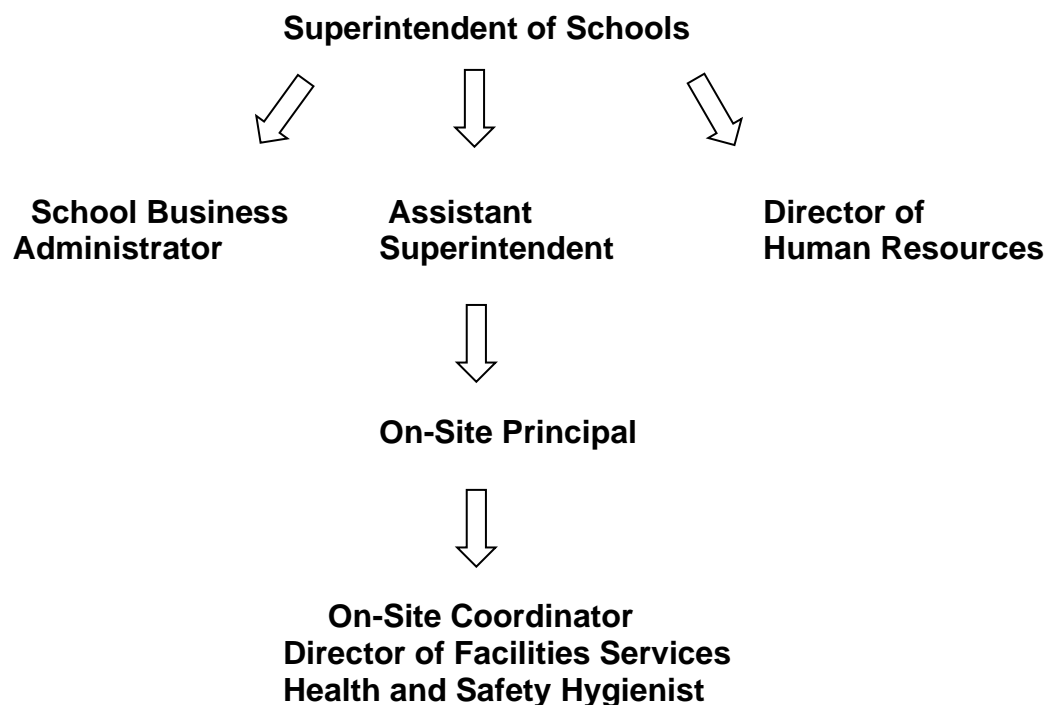 Superintendent of Schools
School Business
Administrator
Assistant
Superintendent
Director of
Human Resources
On-Site Principal
On-Site Coordinator
Director of Facilities Services
Health and Safety Hygienist